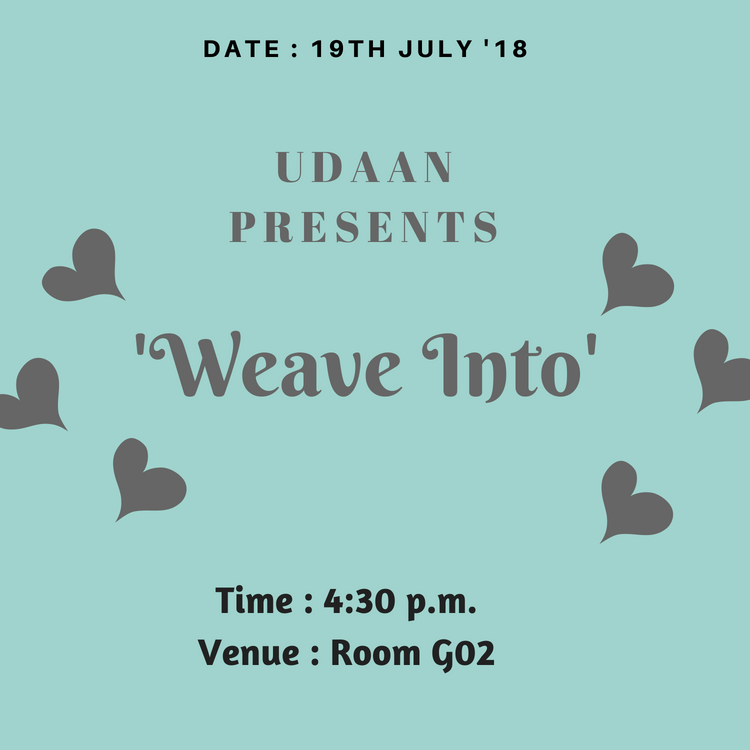 DATE : 19TH JULY '18
UDAAN
PRESENTS
'Weave Into'
Time : 4:30 p.m.
Venue : Room G02